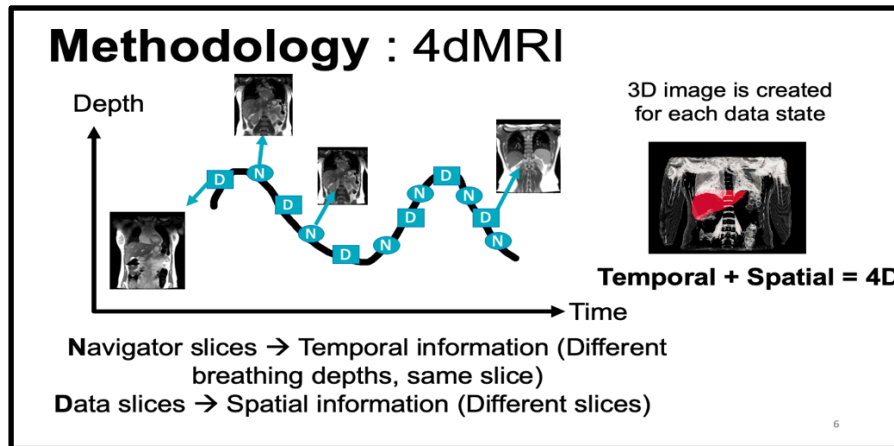 Methodology : 4dMRI
Depth
3D image is created
for each data state
D
N
D
N
D
N
D
N
D
N
D
N
Temporal + Spatial = 4D
Time
Navigator slices → Temporal information (Different
breathing depths, same slice)
Data slices → Spatial information (Different slices)
6